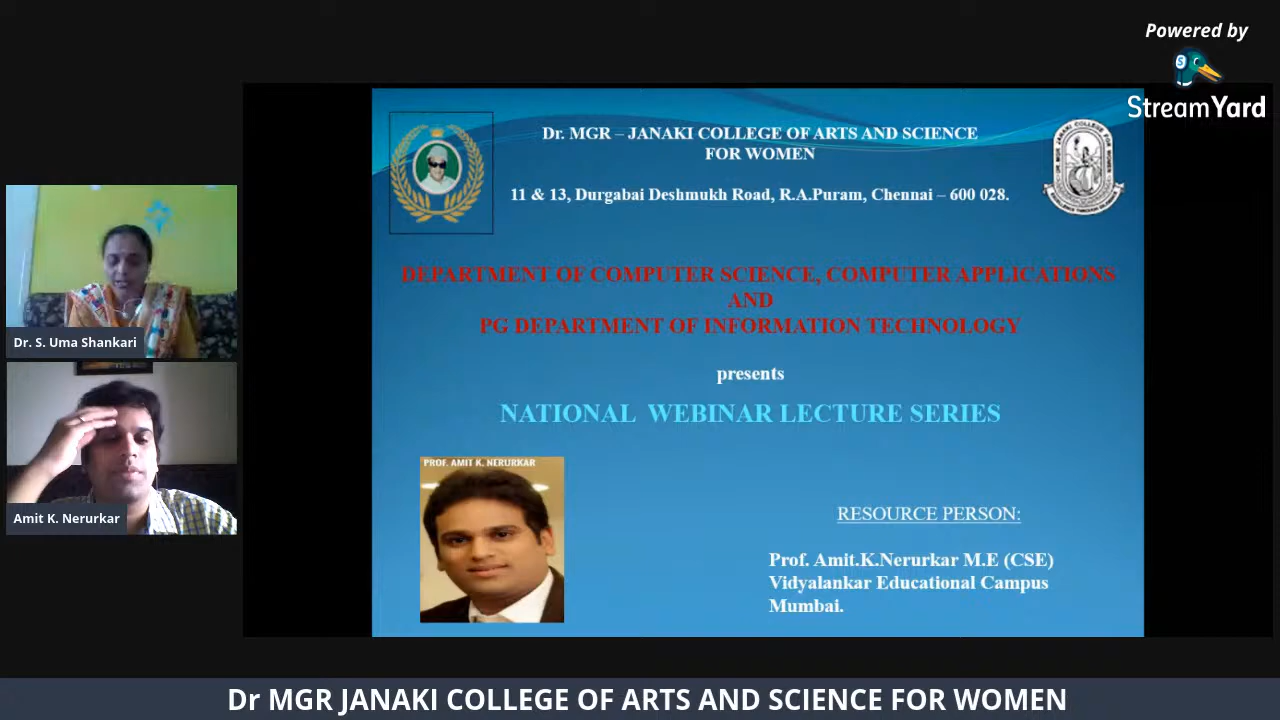 Powered by
StreamYard
Dr. MGR – JANAKI COLLEGE OF ARTS AND SCIENCE
FOR WOMEN
11 & 13, Durgabai Deshmukh Road, R.A.Puram, Chennai – 600 028.
DEPARTMENT OF COMPUTER SCIENCE, COMPUTER APPLICATIONS
AND
PG DEPARTMENT OF INFORMATION TECHNOLOGY
presents
NATIONAL WEBINAR LECTURE SERIES
PROF. AMIT K. NERURKAR
RESOURCE PERSON:
Prof. Amit.K.Nerurkar M.E (CSE)
Vidyalankar Educational Campus
Mumbai.
Dr. S. Uma Shankari
Amit K. Nerurkar
Dr MGR JANAKI COLLEGE OF ARTS AND SCIENCE FOR WOMEN